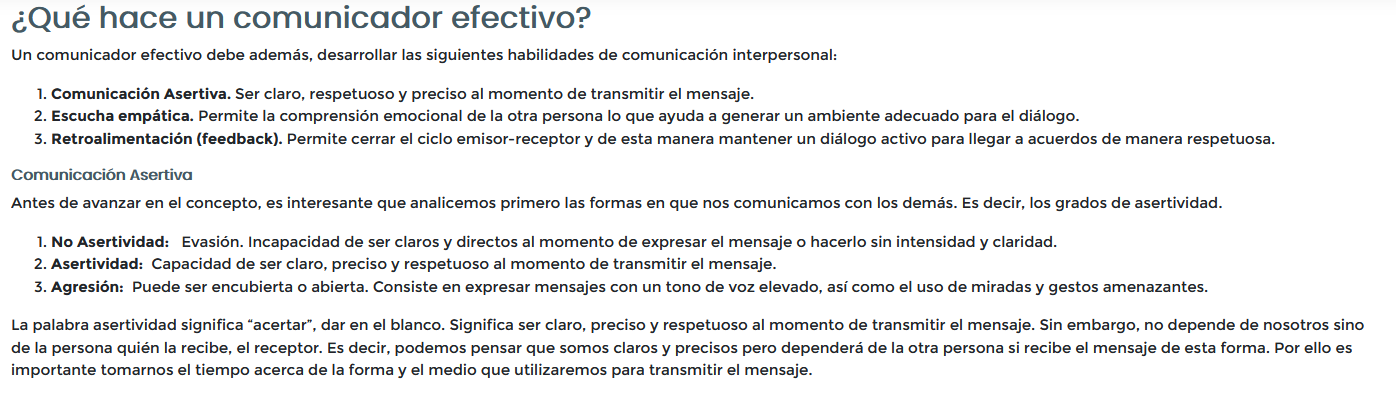 ¿Qué hace un comunicador efectivo?
Un comunicador efectivo debe además, desarrollar las siguientes habilidades de comunicación interpersonal:
1. Comunicación Asertiva. Ser claro, respetuoso y preciso al momento de transmitir el mensaje.
2. Escucha empática. Permite la comprensión emocional de la otra persona lo que ayuda a generar un ambiente adecuado para el diálogo.
3. Retroalimentación (feedback). Permite cerrar el ciclo emisor-receptor y de esta manera mantener un diálogo activo para llegar a acuerdos de manera respetuosa.
Comunicación Asertiva
Antes de avanzar en el concepto, es interesante que analicemos primero las formas en que nos comunicamos con los demás. Es decir, los grados de asertividad.
1. No Asertividad: Evasión. Incapacidad de ser claros y directos al momento de expresar el mensaje o hacerlo sin intensidad y claridad.
2. Asertividad: Capacidad de ser claro, preciso y respetuoso al momento de transmitir el mensaje.
3. Agresión: Puede ser encubierta o abierta. Consiste en expresar mensajes con un tono de voz elevado, así como el uso de miradas y gestos amenazantes.
La palabra asertividad significa “acertar”, dar en el blanco. Significa ser claro, preciso y respetuoso al momento de transmitir el mensaje. Sin embargo, no depende de nosotros sino
de la persona quién la recibe, el receptor. Es decir, podemos pensar que somos claros y precisos pero dependerá de la otra persona si recibe el mensaje de esta forma. Por ello es
importante tomarnos el tiempo acerca de la forma y el medio que utilizaremos para transmitir el mensaje.